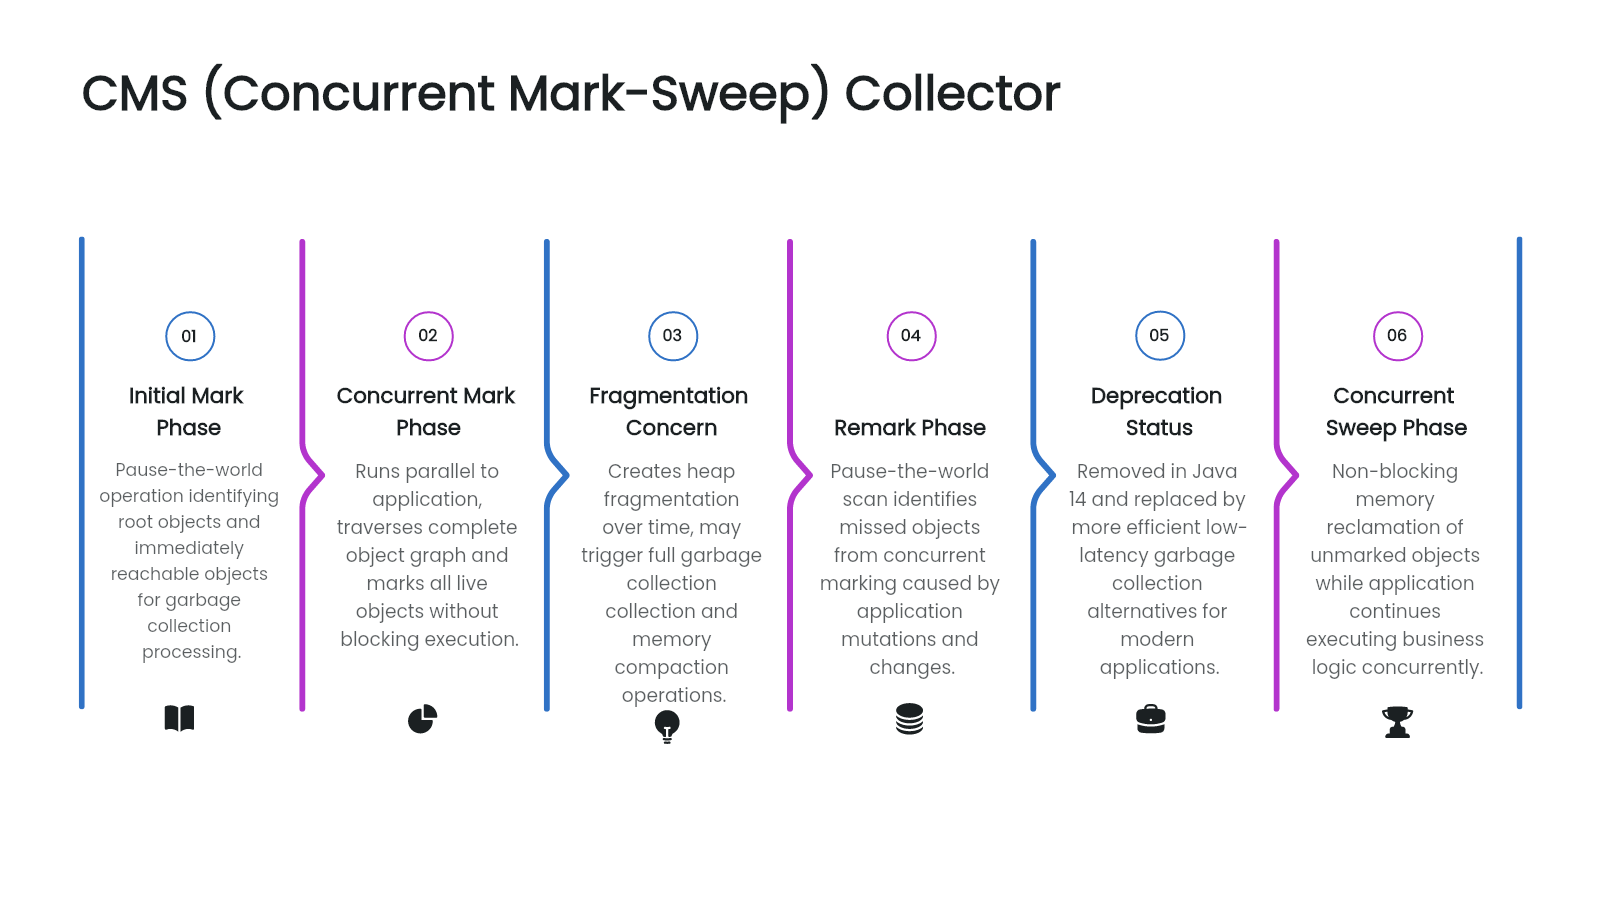 CMS (Concurrent Mark-Sweep) Collector
01
Initial Mark
Phase
Pause-the-world
operation identifying
root objects and
immediately
reachable objects
for garbage
collection
processing.
02
Concurrent Mark
Phase
Runs parallel to
application,
traverses complete
object graph and
marks all live
objects without
blocking execution.
03
Fragmentation
Concern
Creates heap
fragmentation
over time, may
trigger full garbage
collection
collection and
memory
compaction
operations.
04
Remark Phase
Pause-the-world
scan identifies
missed objects
from concurrent
marking caused by
application
mutations and
changes.
05
Deprecation
Status
Removed in Java
14 and replaced by
more efficient low-
latency garbage
collection
alternatives for
modern
applications.
06
Concurrent
Sweep Phase
Non-blocking
memory
reclamation of
unmarked objects
while application
continues
executing business
logic concurrently.